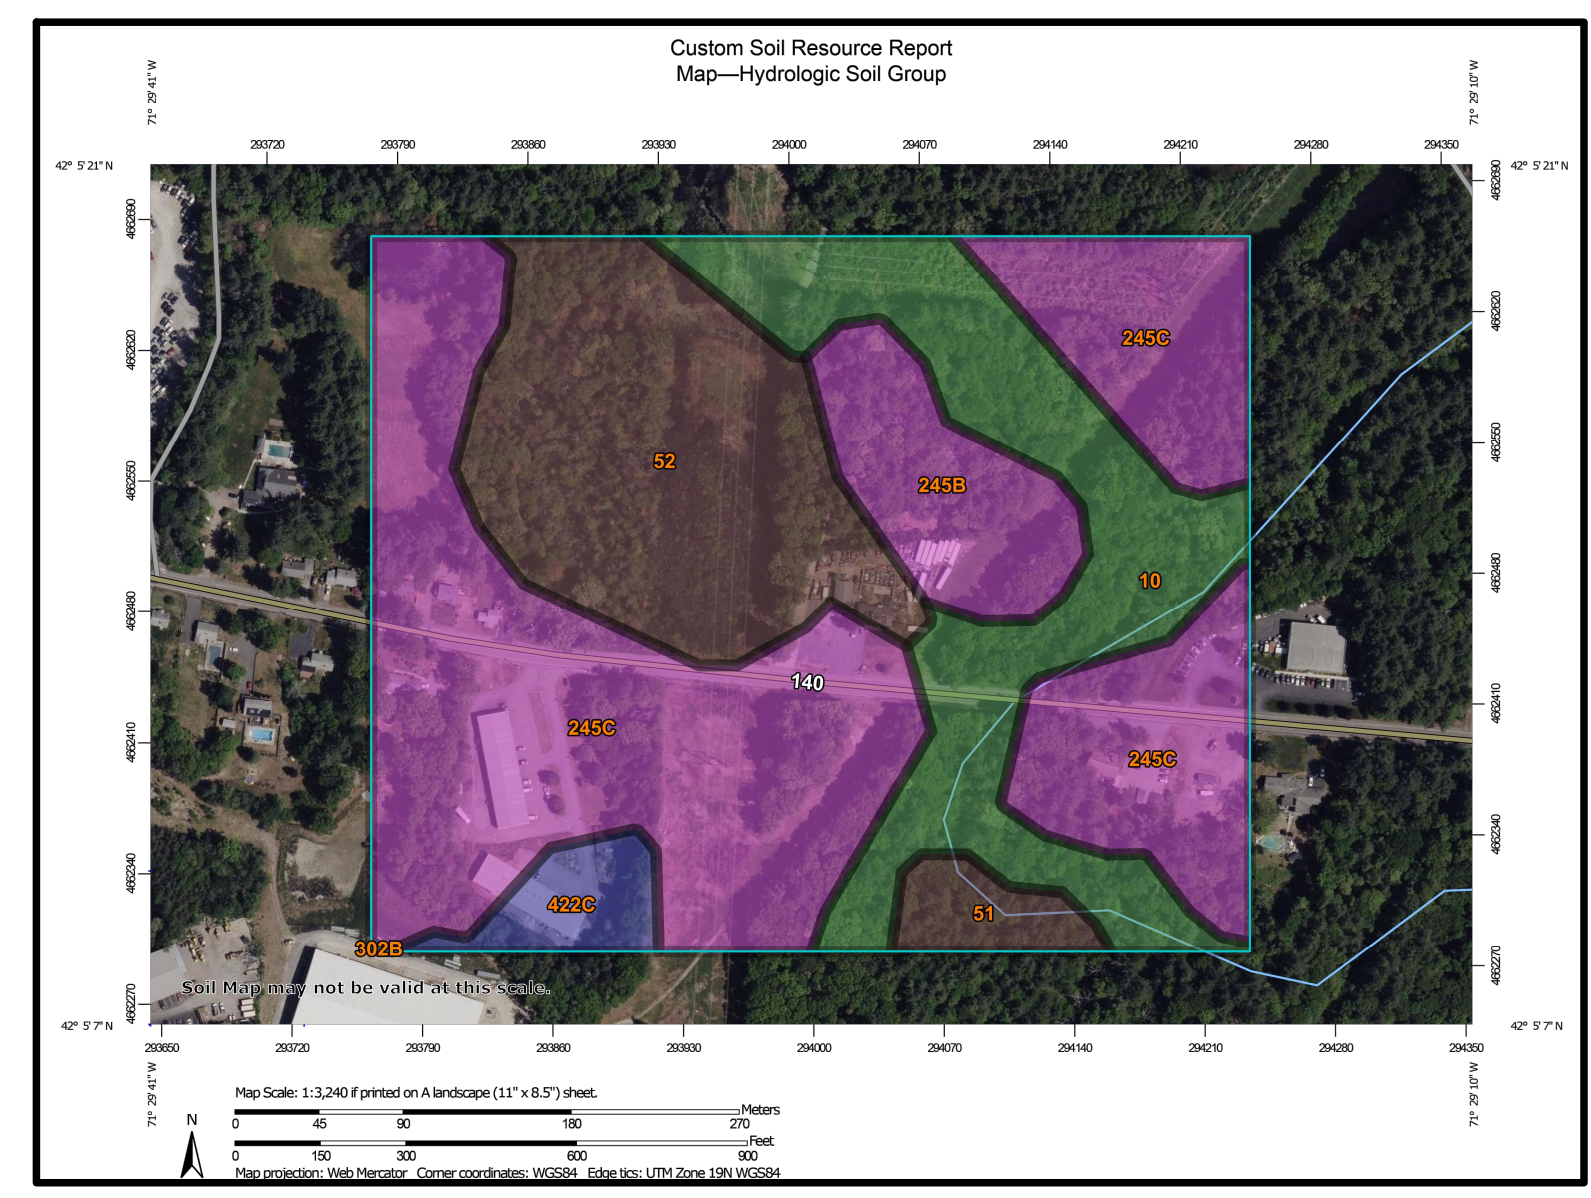 Custom Soil Resource Report
Map—Hydrologic Soil Group
71° 29' 41" W
71° 29' 10" W
293720 293790 293860 293930 294000 294070 294140 294210 294280 294350
42° 5' 21" N
42° 5' 21" N
4662690
4662690
4662620
4662620
4662550
4662550
4662480
4662480
4662410
4662410
4662340
4662340
4662270
4662270
245C
52
245B
10
140
245C
245C
422C
51
302B
Soil Map may not be valid at this scale.
42° 5' 7" N
42° 5' 7" N
293650 293720 293790 293860 293930 294000 294070 294140 294210 294280 294350
71° 29' 41" W
71° 29' 10" W
Map Scale: 1:3,240 if printed on A landscape (11" x 8.5") sheet.
Meters
0 45 90 180 270
Feet
0 150 300 600 900
Map projection: Web Mercator Corner coordinates: WGS84 Edge tics: UTM Zone 19N WGS84
N